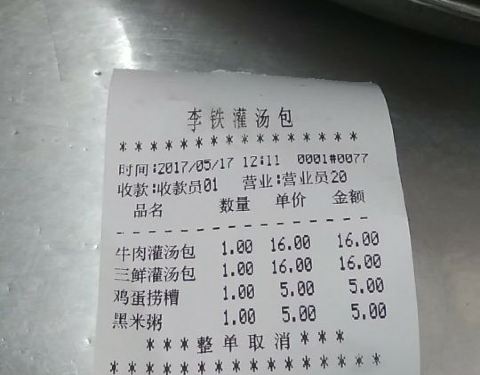 李铁灌汤包
* * * * * * * * * * * * * * * *
时间:2017/05/17 12:11 0001#0077
收款:收款员01 营业:营业员20
品名 数量 单价 金额
- - - - - - - - - - - - - - - -
牛肉灌汤包 1.00 16.00 16.00
三鲜灌汤包 1.00 16.00 16.00
鸡蛋捞糟 1.00 5.00 5.00
黑米粥 1.00 5.00 5.00
* * * 整单取消 * * *
* * * * * * * * * * * * * * * *